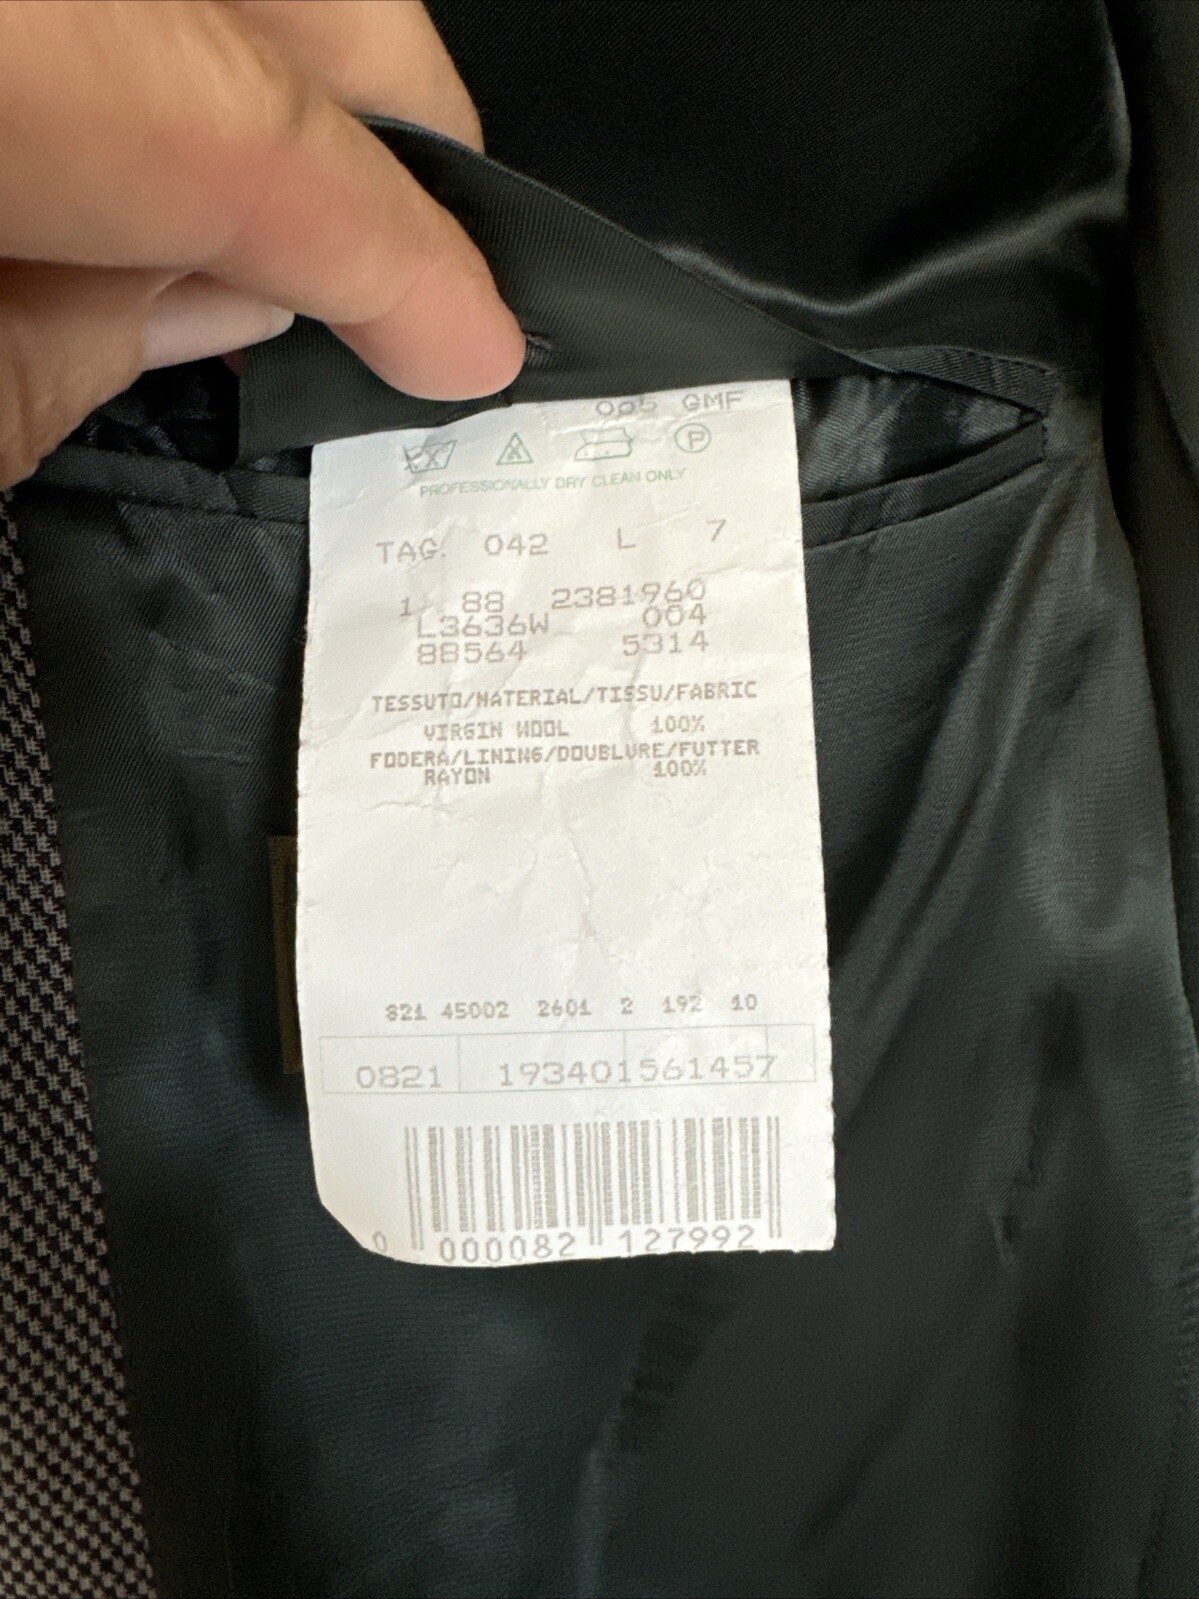 005 GMF
P
PROFESSIONALLY DRY CLEAN ONLY
TAG. 042 L 7
1 88 2381960
L3636W 004
88564 5314
TESSUTO/MATERIAL/TISSU/FABRIC
VIRGIN WOOL 100%
FODERA/LINING/DOUBLURE/FUTTER
RAYON 100%
821 45002 2601 2 192 10
0821 193401561457
0 000082 127992